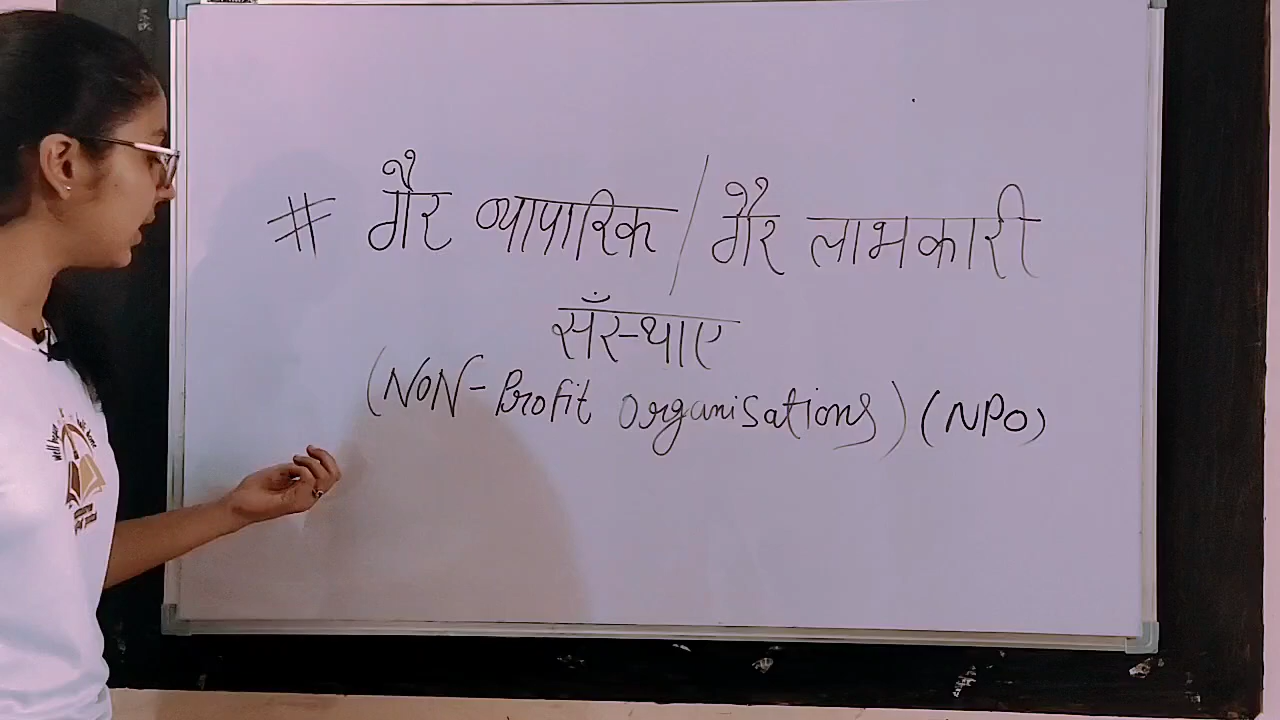 # गैर व्यापारिक / गैर लाभकारी
सँस्थाए
(NON-Profit Organisations) (NPO)